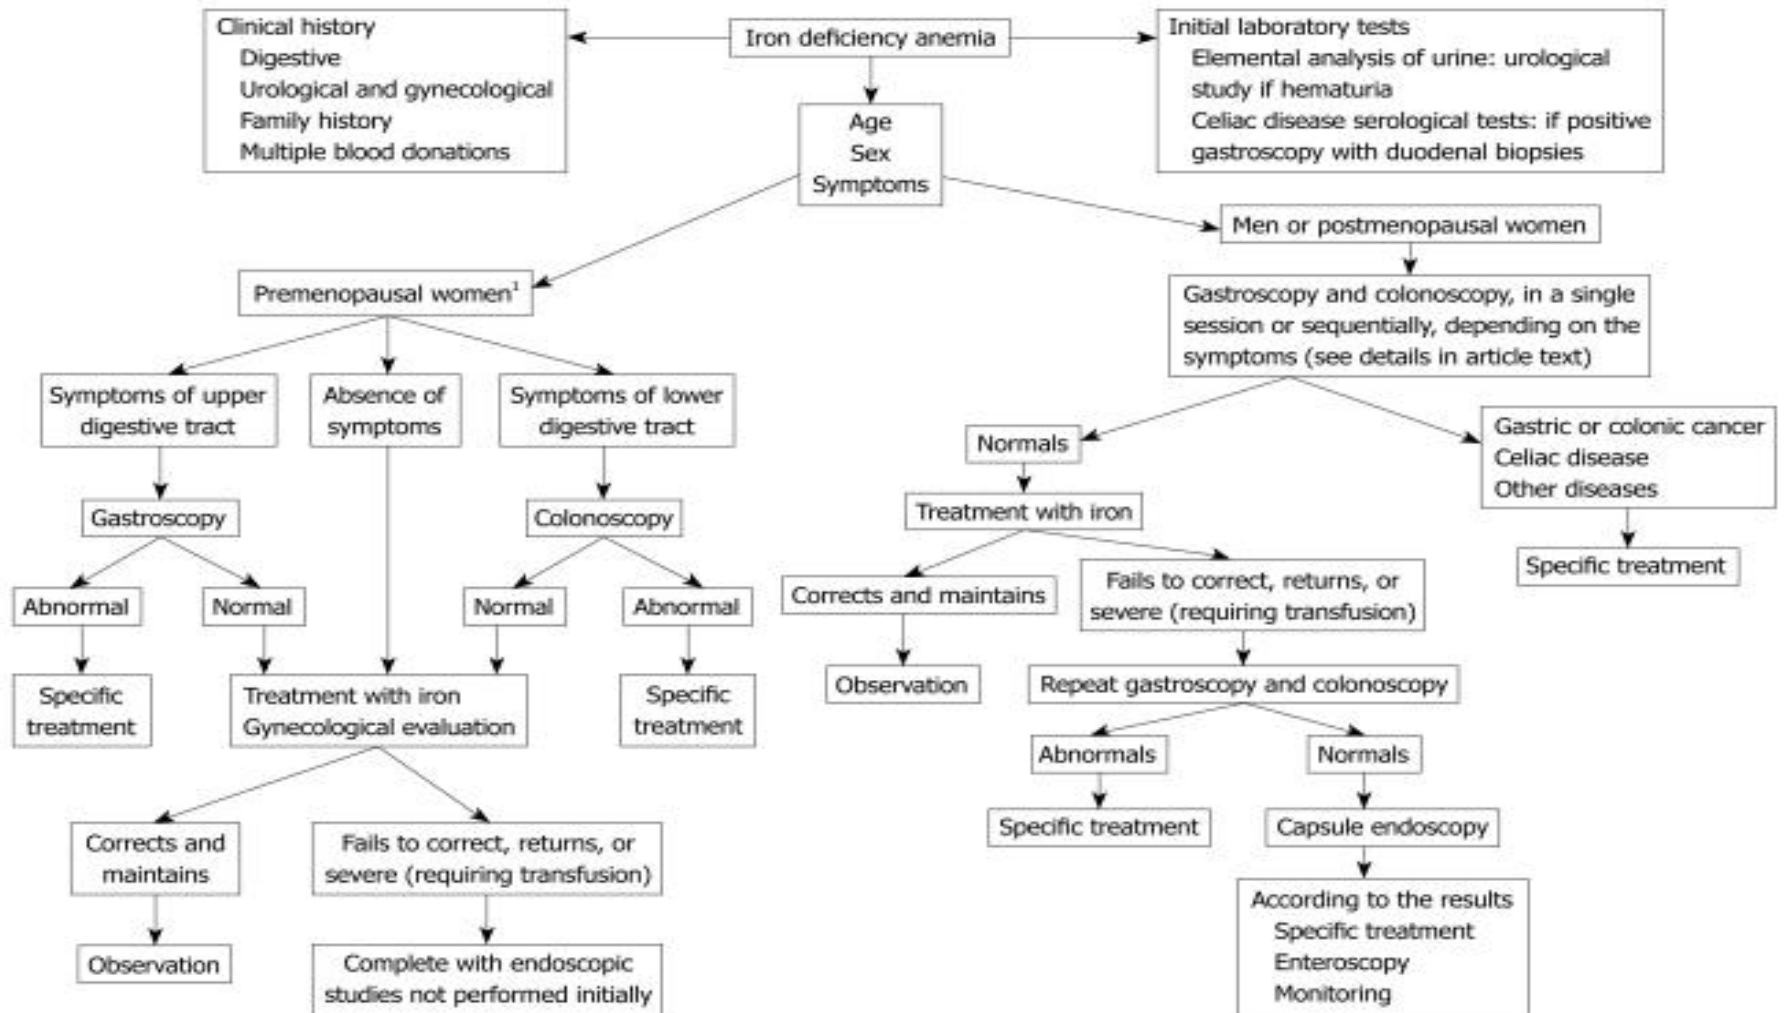 Clinical history
Digestive
Urological and gynecological
Family history
Multiple blood donations
Iron deficiency anemia
Initial laboratory tests
Elemental analysis of urine: urological
study if hematuria
Celiac disease serological tests: if positive
gastroscopy with duodenal biopsies
Age
Sex
Symptoms
Men or postmenopausal women
Premenopausal women¹
Gastroscopy and colonoscopy, in a single
session or sequentially, depending on the
symptoms (see details in article text)
Symptoms of upper
digestive tract
Absence of
symptoms
Symptoms of lower
digestive tract
Normals
Gastric or colonic cancer
Celiac disease
Other diseases
Gastroscopy
Colonoscopy
Treatment with iron
Specific treatment
Abnormal
Normal
Normal
Abnormal
Corrects and maintains
Fails to correct, returns, or
severe (requiring transfusion)
Specific
treatment
Treatment with iron
Gynecological evaluation
Specific
treatment
Observation
Repeat gastroscopy and colonoscopy
Abnormals
Normals
Specific treatment
Capsule endoscopy
Corrects and
maintains
Fails to correct, returns, or
severe (requiring transfusion)
According to the results
Specific treatment
Enteroscopy
Monitoring
Observation
Complete with endoscopic
studies not performed initially